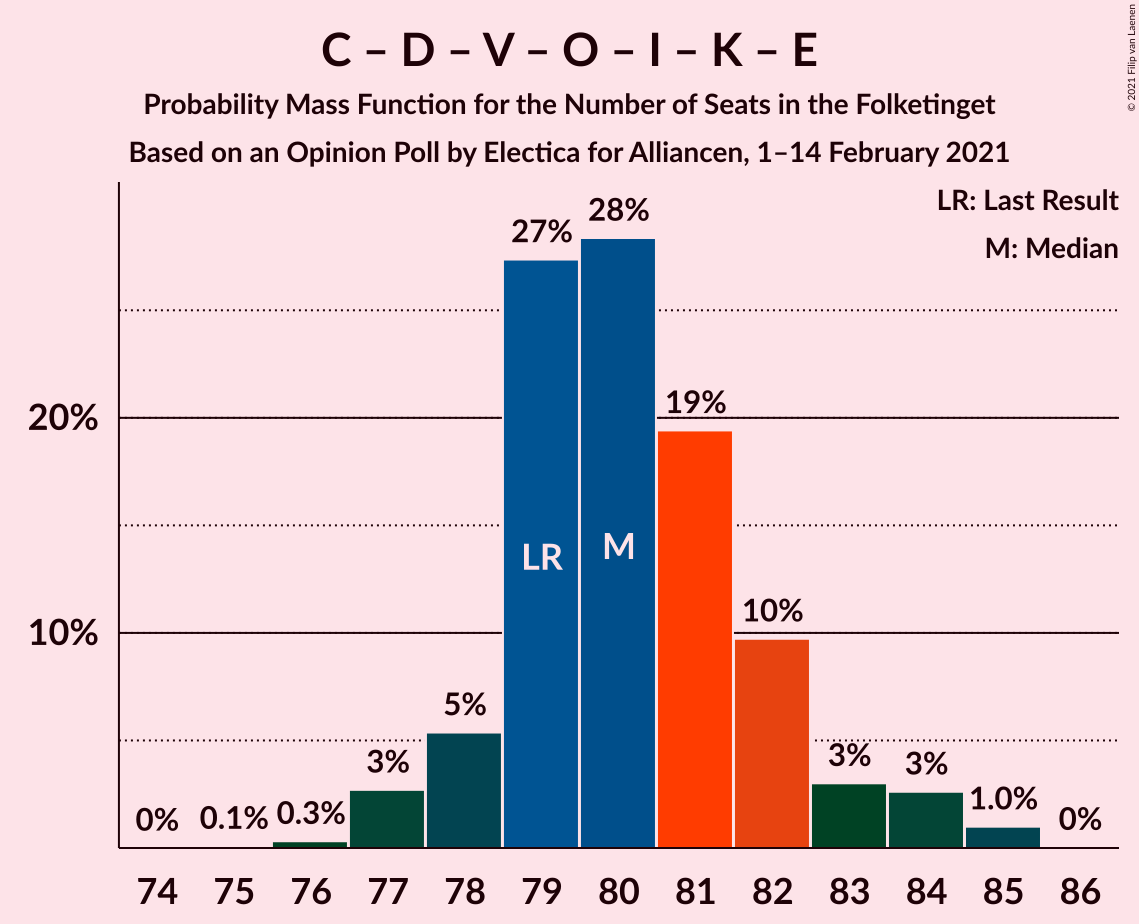 C – D – V – O – I – K – E
Probability Mass Function for the Number of Seats in the Folketinget
Based on an Opinion Poll by Electica for Alliancen, 1–14 February 2021
© 2021 Filip van Laenen
LR: Last Result
M: Median
20%
10%
0%
0.1%
0.3%
3%
5%
27%
28%
19%
10%
3%
3%
1.0%
0%
LR
M
74 75 76 77 78 79 80 81 82 83 84 85 86